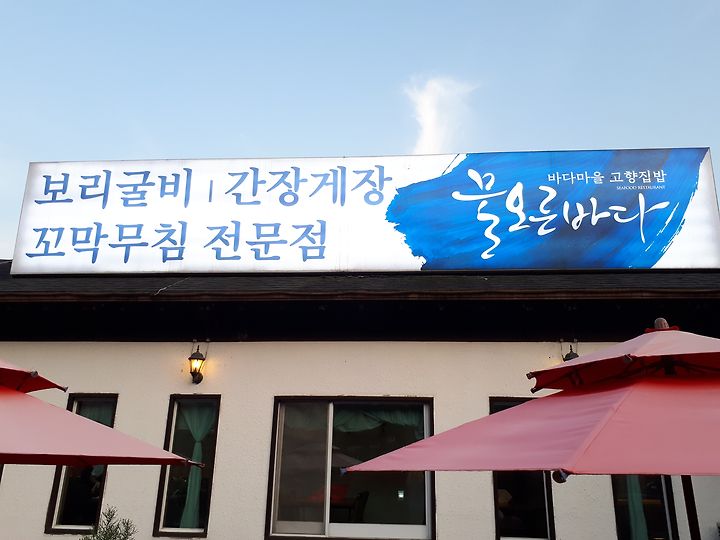 보리굴비 | 간장게장
꼬막무침 전문점
바다마을 고향집밥
SEAFOOD RESTAURANT
물오른바다